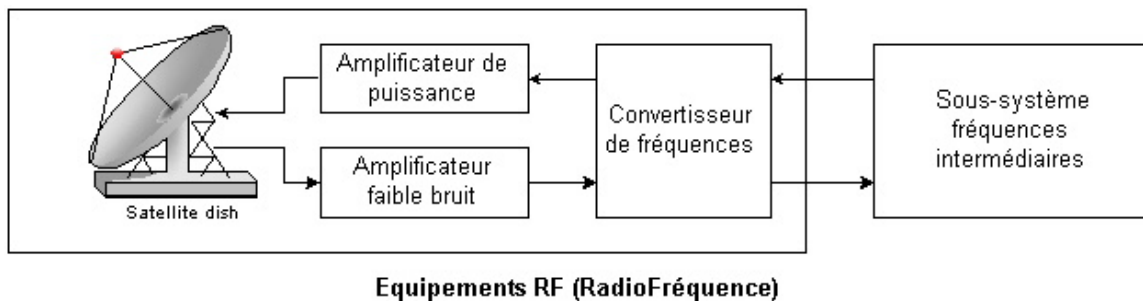 Amplificateur de
puissance
Amplificateur
faible bruit
Satellite dish
Convertisseur
de fréquences
Sous-système
fréquences
intermédiaires
Equipements RF (RadioFréquence)